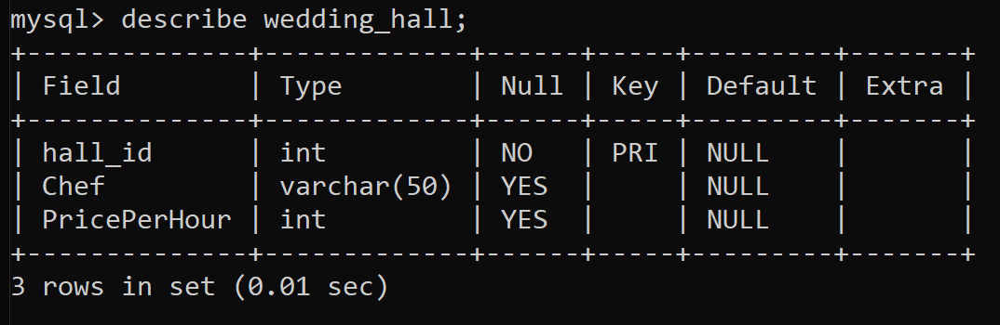 mysql> describe wedding_hall;
+--------------+-------------+------+-----+---------+-------+
| Field        | Type        | Null | Key | Default | Extra |
+--------------+-------------+------+-----+---------+-------+
| hall_id      | int         | NO   | PRI | NULL    |       |
| Chef         | varchar(50) | YES  |     | NULL    |       |
| PricePerHour | int         | YES  |     | NULL    |       |
+--------------+-------------+------+-----+---------+-------+
3 rows in set (0.01 sec)